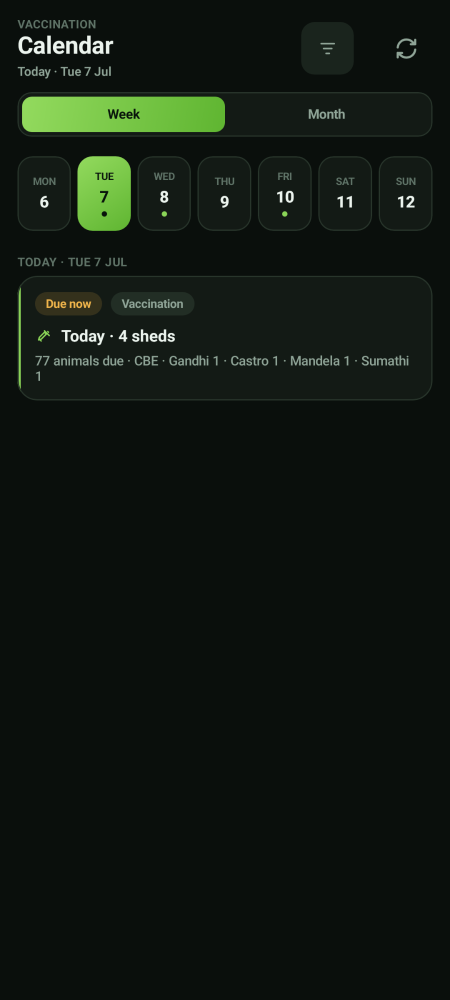 VACCINATION
Calendar
Today · Tue 7 Jul
Week
Month
MON
6
TUE
7
WED
8
THU
9
FRI
10
SAT
11
SUN
12
TODAY · TUE 7 JUL
Due now
Vaccination
Today · 4 sheds
77 animals due · CBE · Gandhi 1 · Castro 1 · Mandela 1 · Sumathi
1